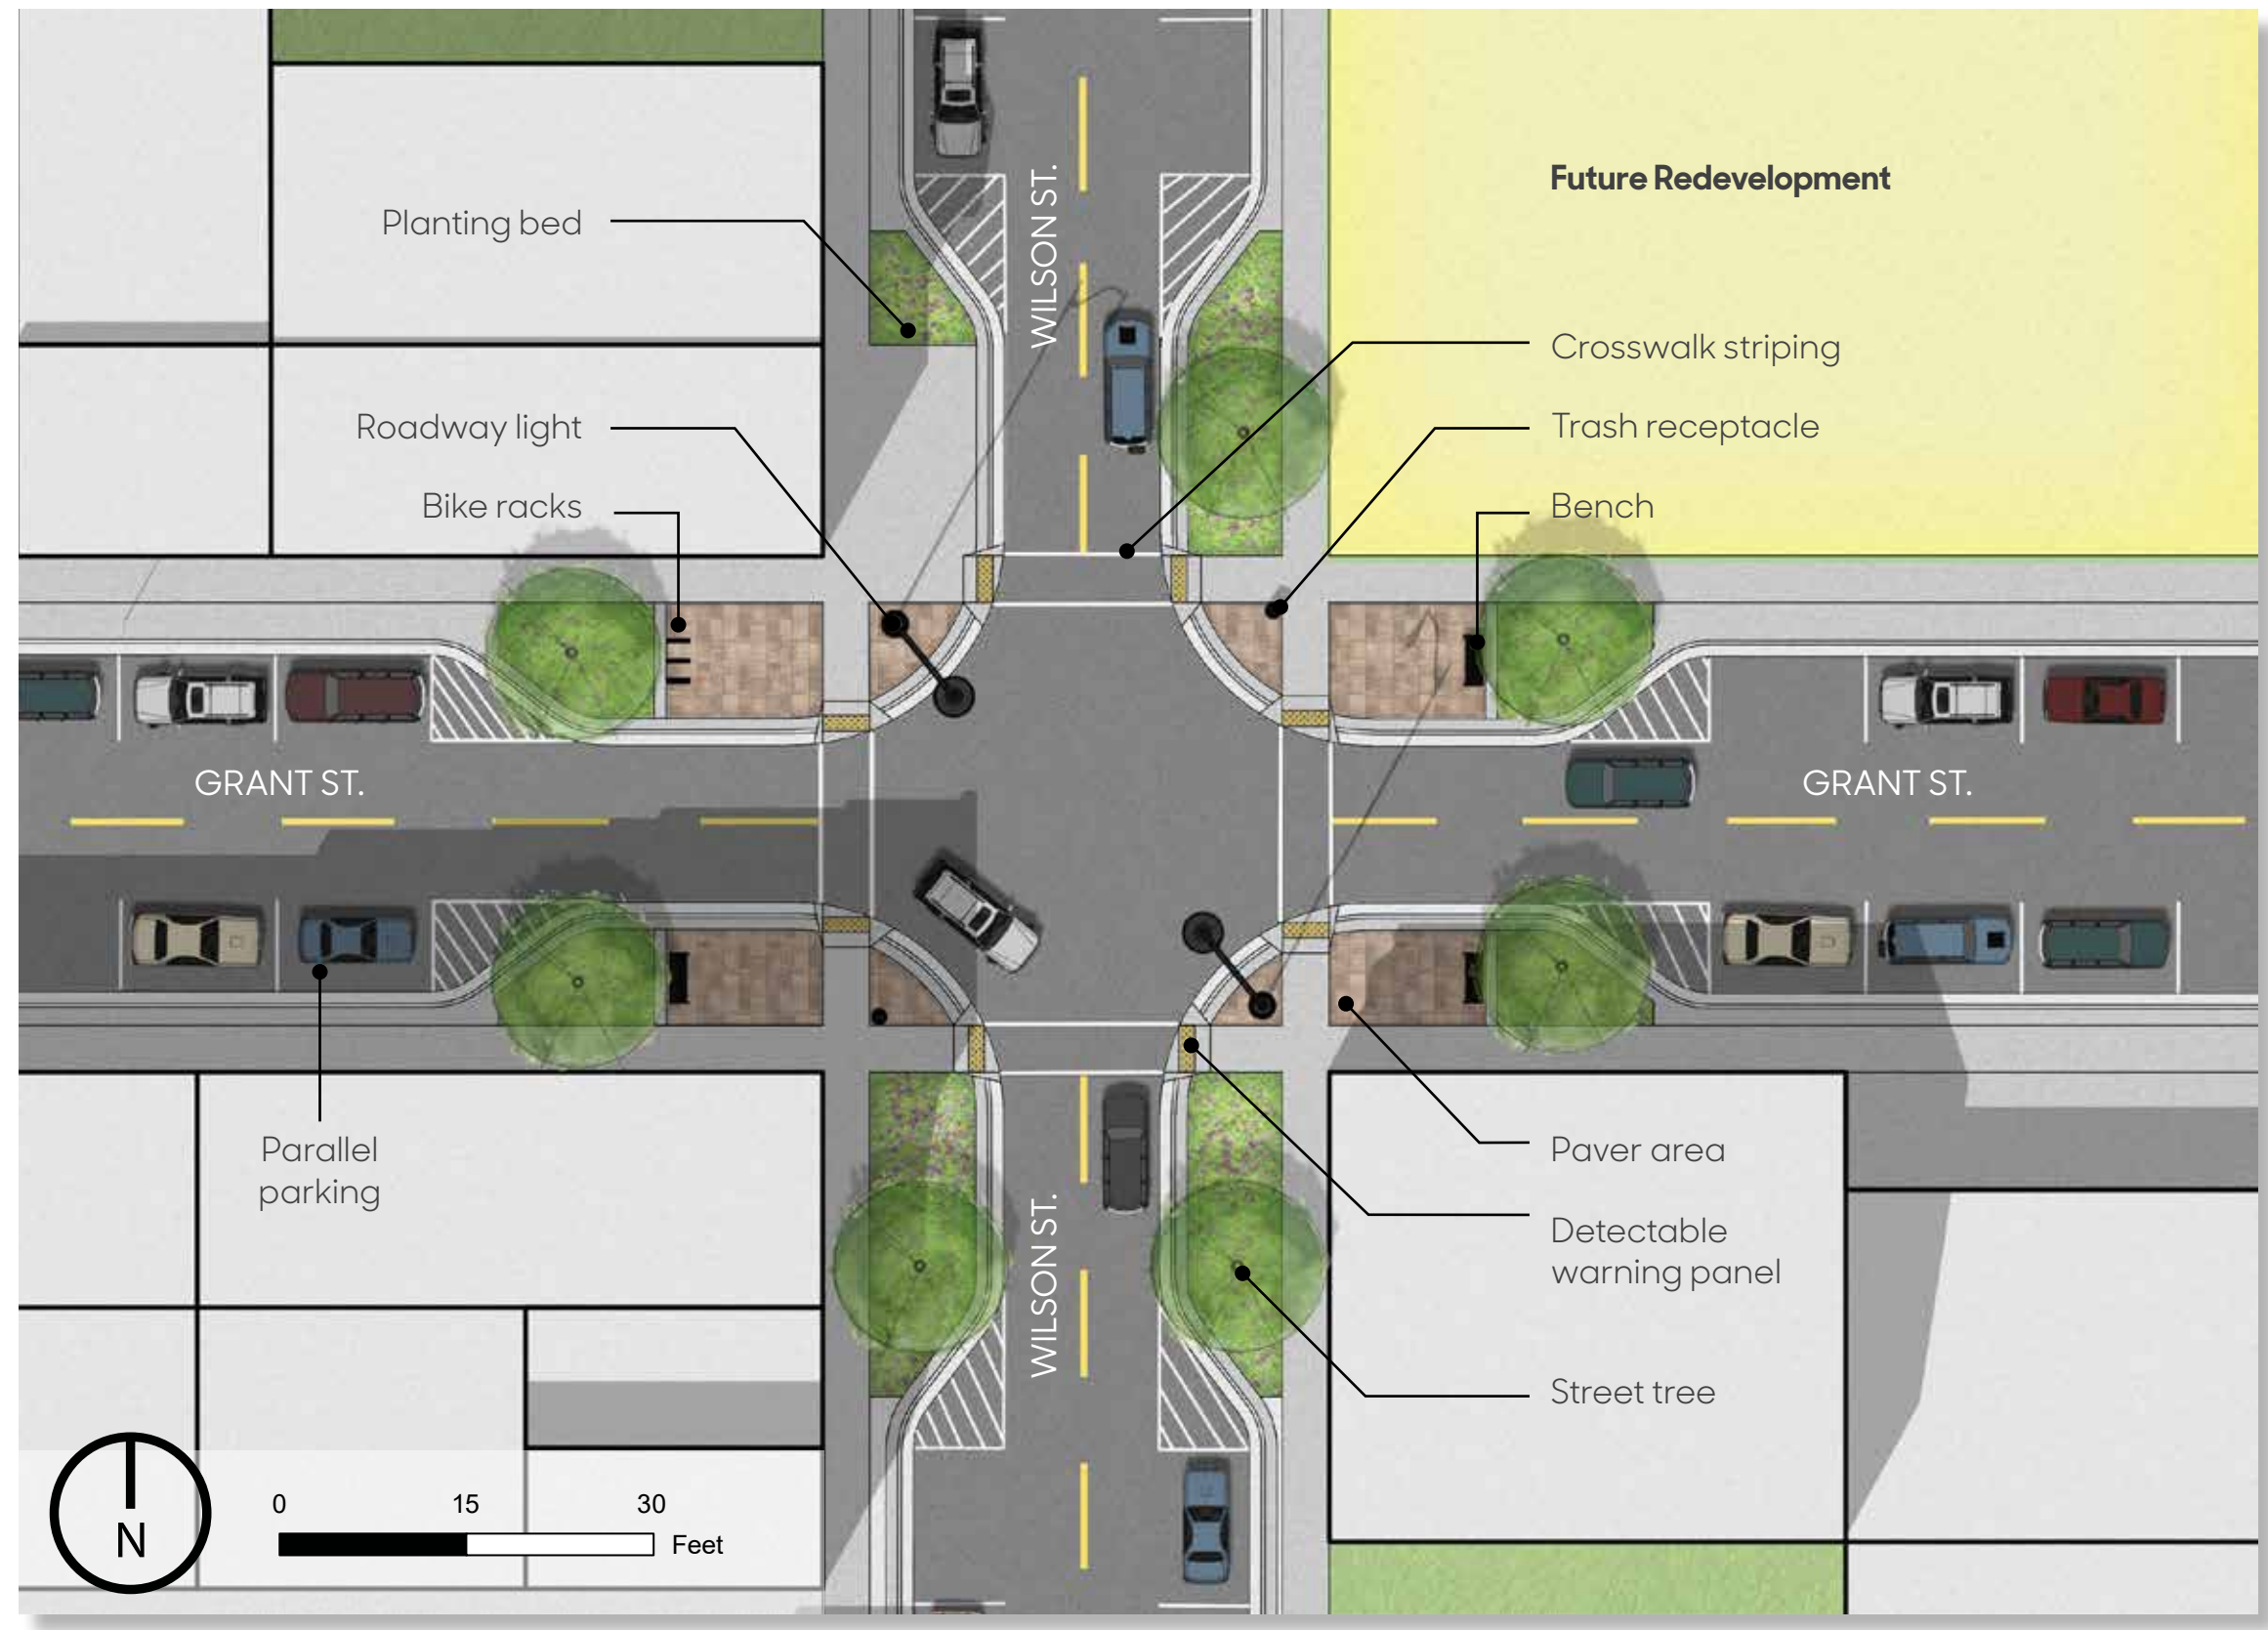 Future Redevelopment
Planting bed
WILSON ST.
Crosswalk striping
Roadway light
Trash receptacle
Bike racks
Bench
GRANT ST.
GRANT ST.
Parallel
parking
Paver area
Detectable
warning panel
WILSON ST.
Street tree
N
0 15 30
Feet